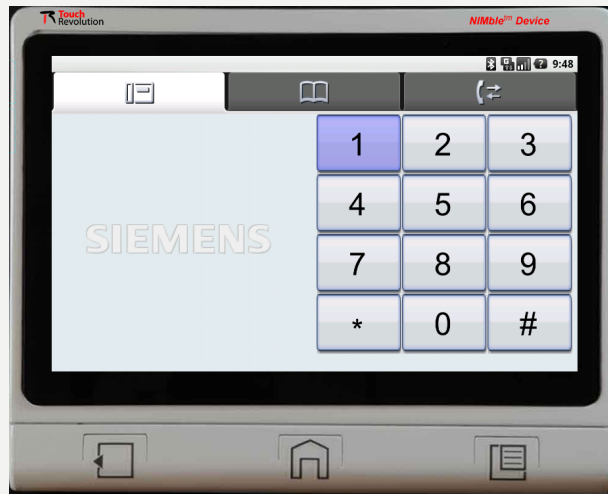 Touch
Revolution
NIMble™ Device
9:48
1 2 3
SIEMENS
4 5 6
7 8 9
* 0 #